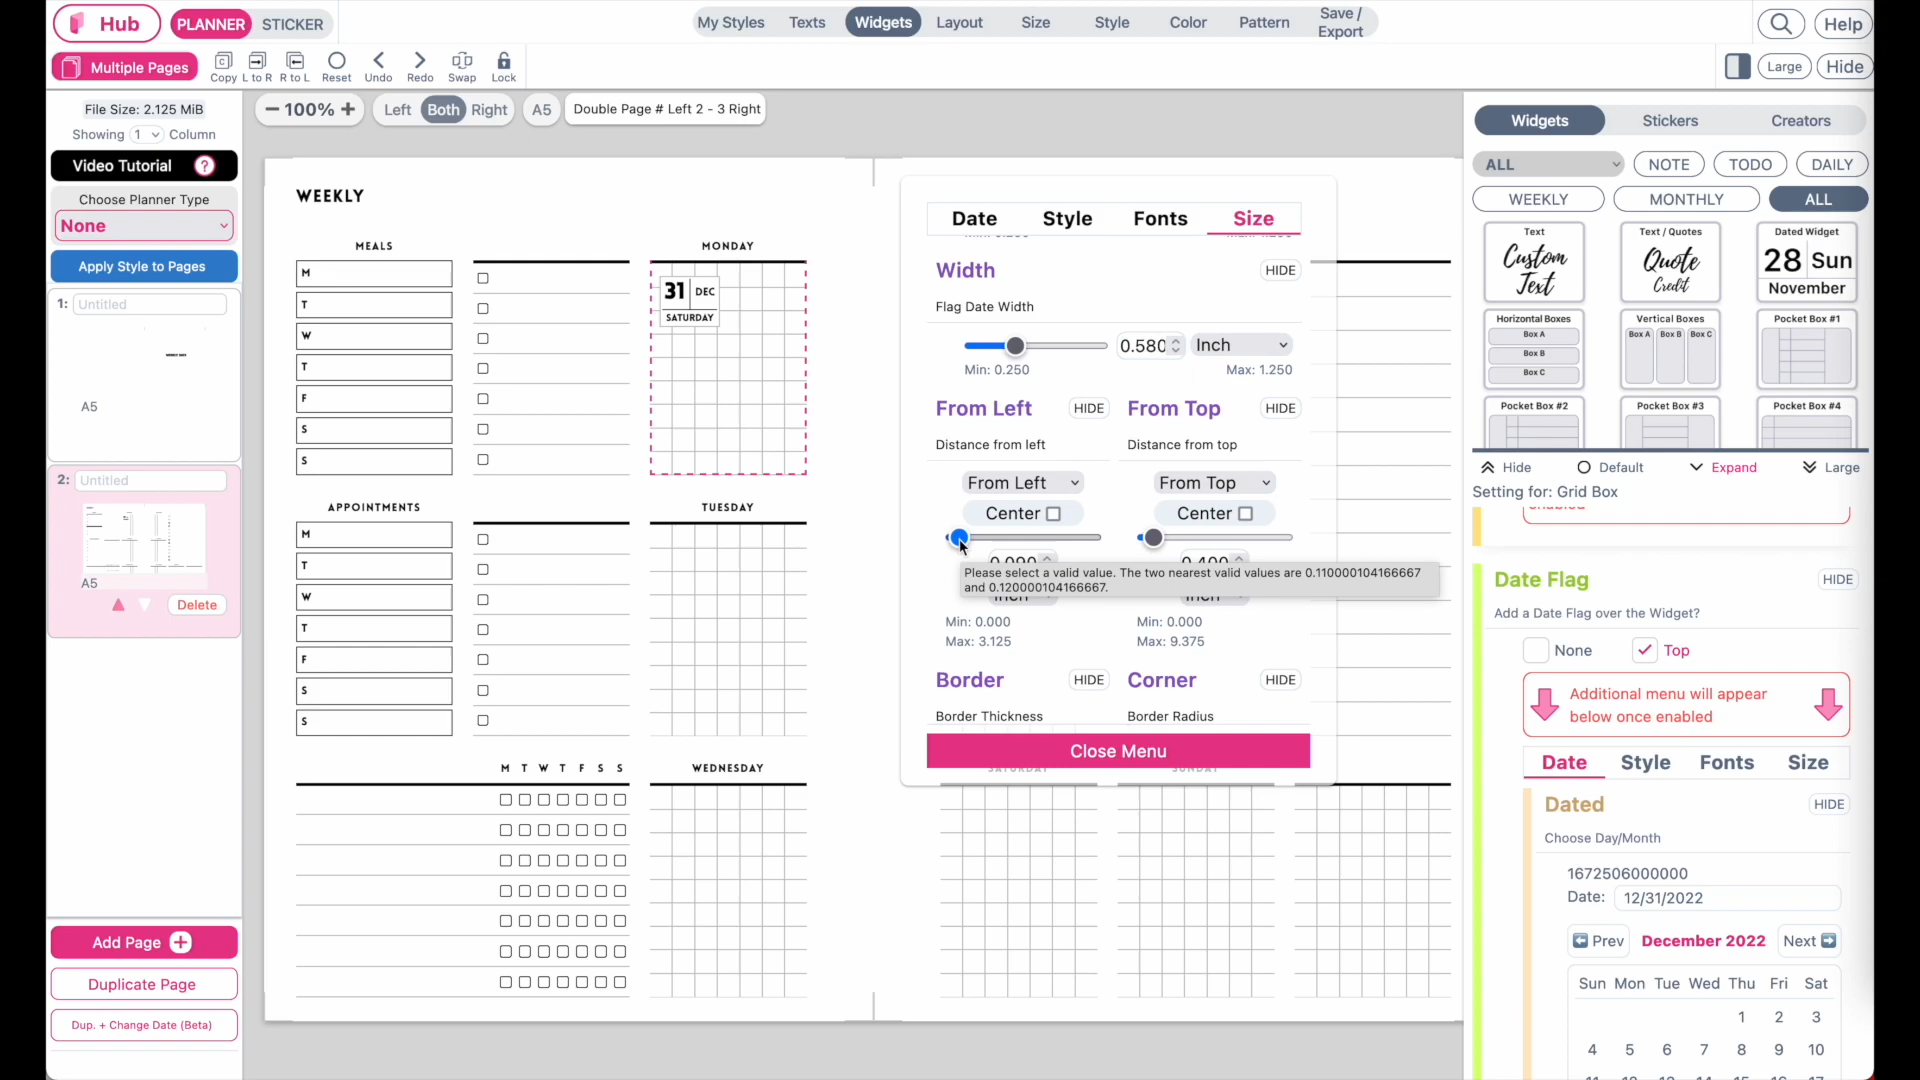 Hub
PLANNER
STICKER
My Styles
Texts
Widgets
Layout
Size
Style
Color
Pattern
Save /
Export
Help
Multiple Pages
Copy
L to R
R to L
Reset
Undo
Redo
Swap
Lock
Large
Hide
File Size: 2.125 MiB
Showing 1 Column
Video Tutorial ?
Choose Planner Type
None
Apply Style to Pages
1: Untitled
A5
2: Untitled
A5
Delete
Add Page
Duplicate Page
Dup. + Change Date (Beta)
100%
Left
Both
Right
A5
Double Page # Left 2 - 3 Right
WEEKLY
MEALS
M
T
W
T
F
S
S
MONDAY
31 DEC
SATURDAY
APPOINTMENTS
M
T
W
T
F
S
S
TUESDAY
M T W T F S S
WEDNESDAY
SATURDAY
SUNDAY
Date
Style
Fonts
Size
Width
HIDE
Flag Date Width
0.580
Inch
Min: 0.250
Max: 1.250
From Left
HIDE
From Top
HIDE
Distance from left
Distance from top
From Left
From Top
Center
Center
0.090
0.400
Please select a valid value. The two nearest valid values are 0.110000104166667
and 0.120000104166667.
Inch
Inch
Min: 0.000
Max: 3.125
Min: 0.000
Max: 9.375
Border
HIDE
Corner
HIDE
Border Thickness
Border Radius
Close Menu
Widgets
Stickers
Creators
ALL
NOTE
TODO
DAILY
WEEKLY
MONTHLY
ALL
Text
Custom
Text
Text / Quotes
Quote
Credit
Dated Widget
28 Sun
November
Horizontal Boxes
Box A
Box B
Box C
Vertical Boxes
Box A Box B Box C
Pocket Box #1
Pocket Box #2
Pocket Box #3
Pocket Box #4
Hide
Default
Expand
Large
Setting for: Grid Box
Date Flag
HIDE
Add a Date Flag over the Widget?
None
Top
Additional menu will appear
below once enabled
Date
Style
Fonts
Size
Dated
HIDE
Choose Day/Month
1672506000000
Date: 12/31/2022
Prev
December 2022
Next
Sun Mon Tue Wed Thu Fri Sat
1 2 3
4 5 6 7 8 9 10